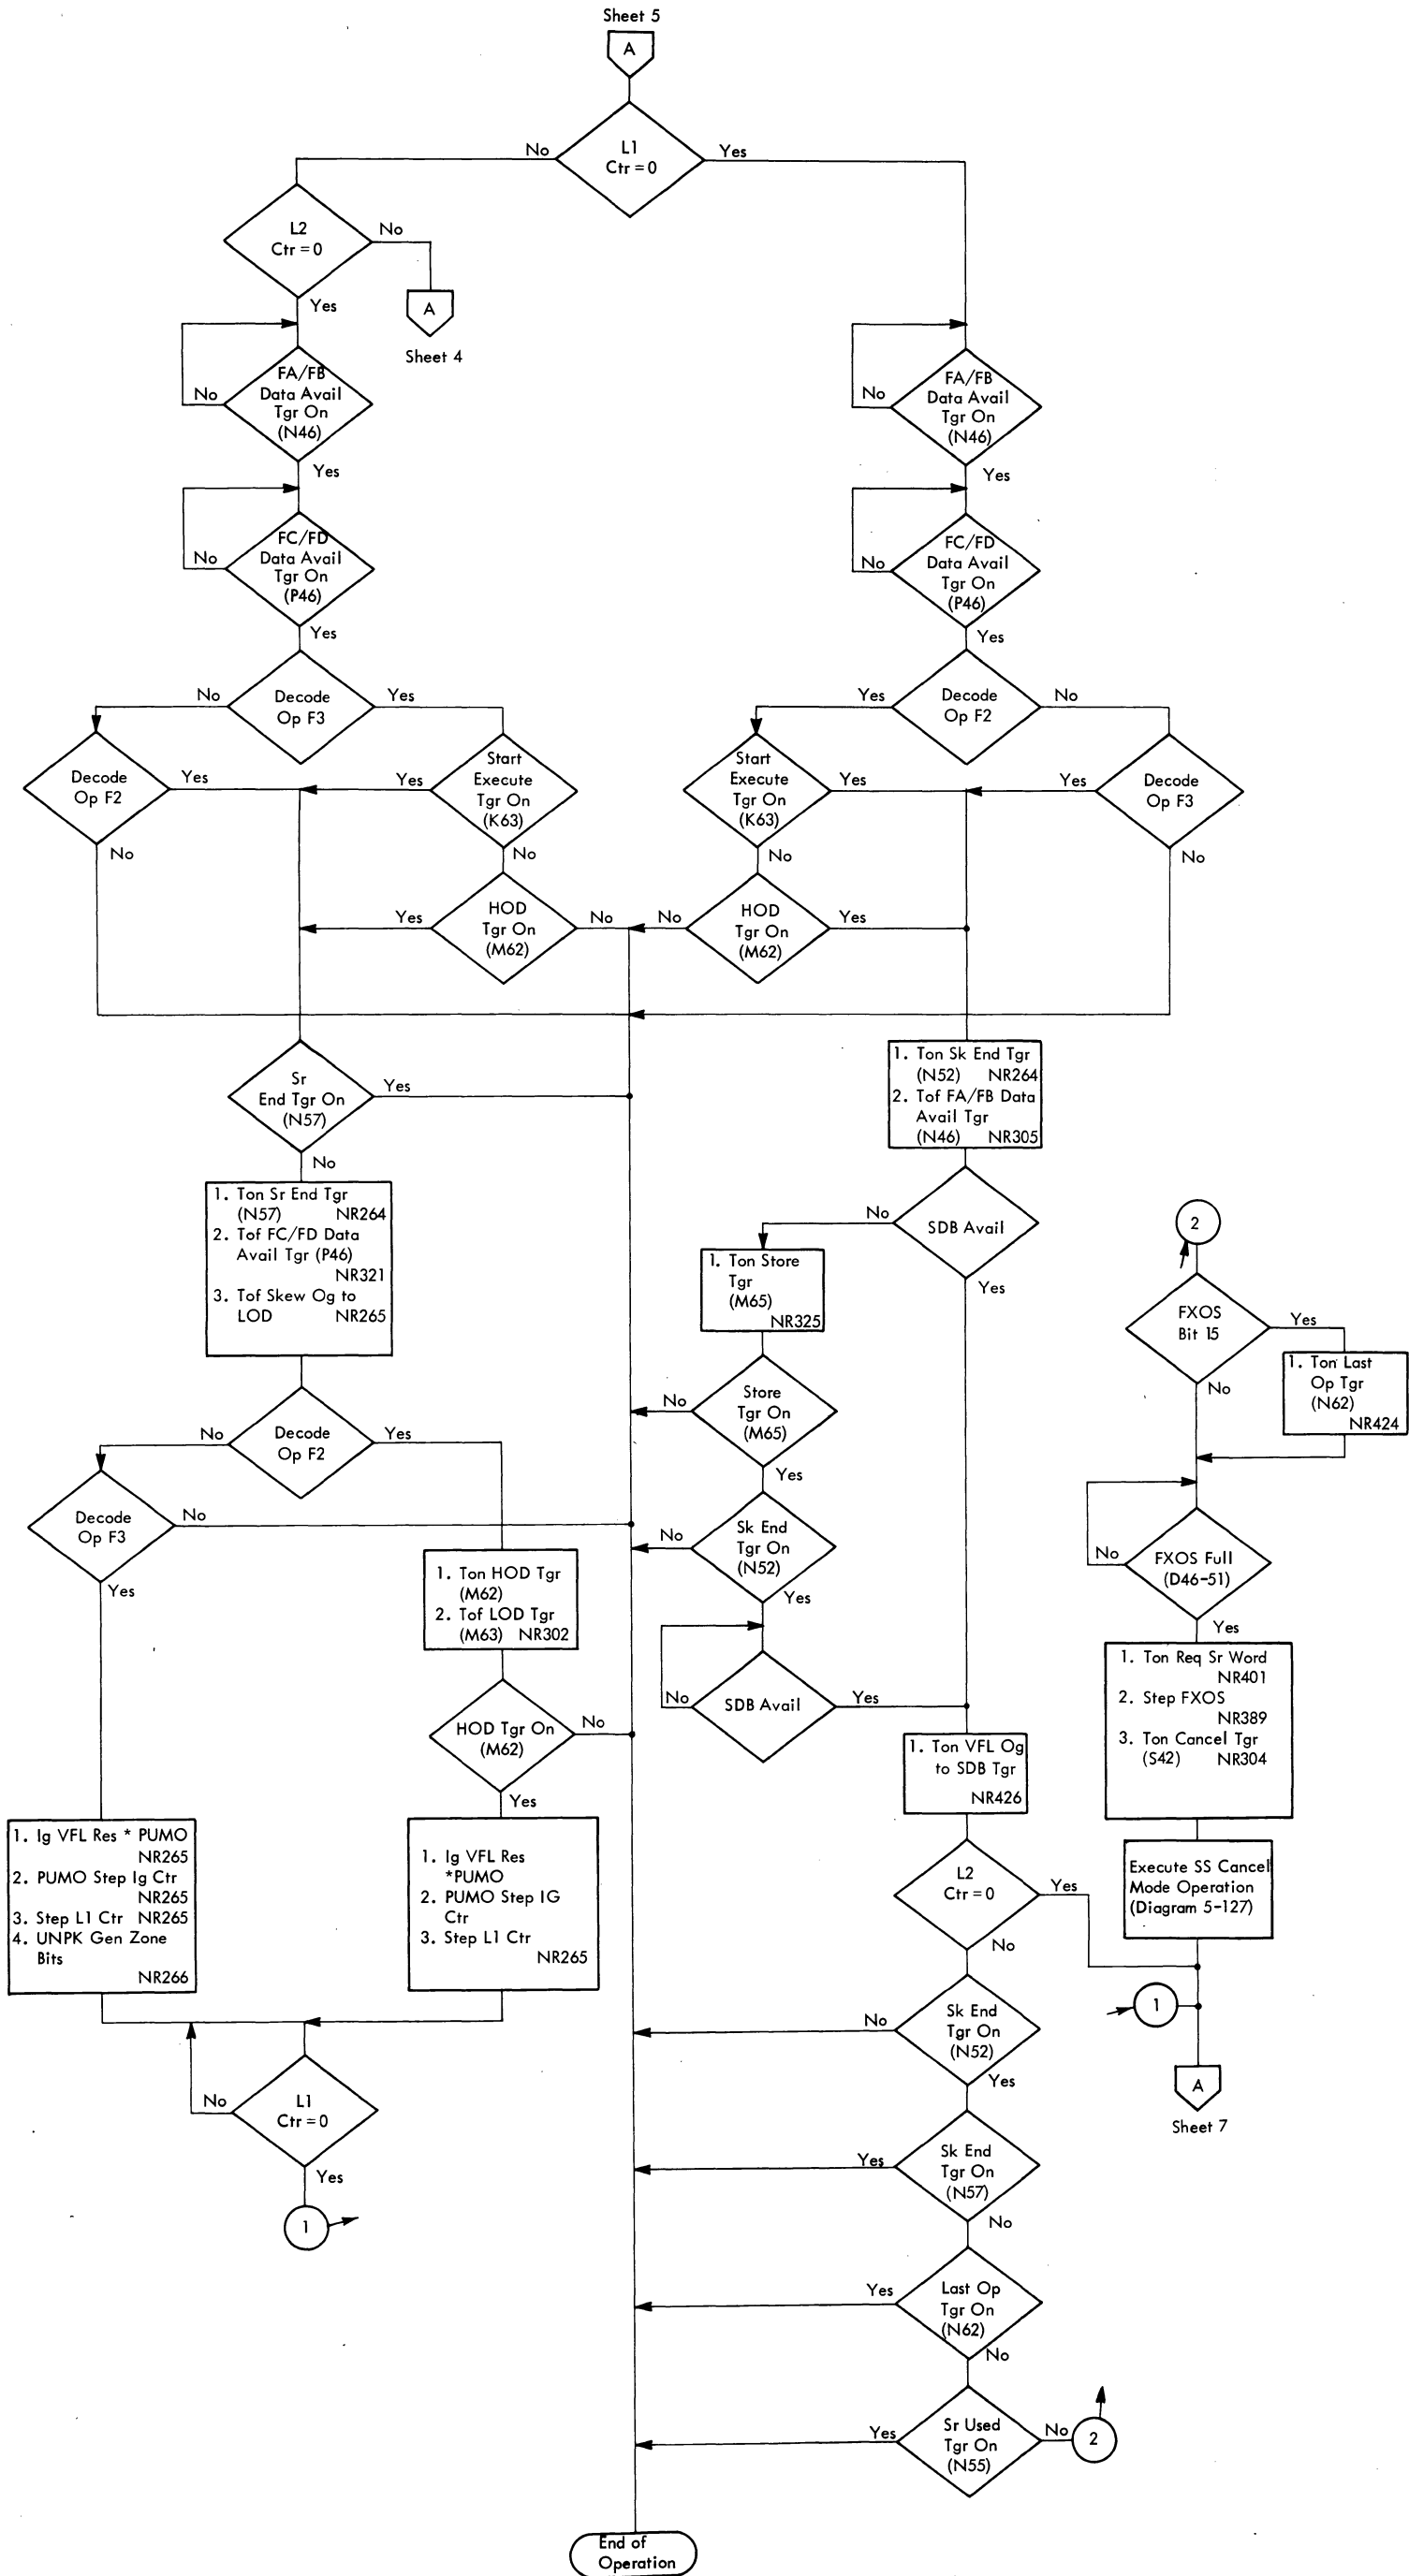 Sheet 5
A
No
L1
Ctr = 0
Yes
L2
Ctr = 0
No
Yes
A
Sheet 4
FA/FB
Data Avail
Tgr On
(N46)
No
Yes
FA/FB
Data Avail
Tgr On
(N46)
No
Yes
FC/FD
Data Avail
Tgr On
(P46)
No
Yes
FC/FD
Data Avail
Tgr On
(P46)
No
Yes
No
Decode
Op F3
Yes
Yes
Decode
Op F2
No
Decode
Op F2
Yes
No
Yes
Start
Execute
Tgr On
(K63)
No
Start
Execute
Tgr On
(K63)
Yes
No
Yes
Decode
Op F3
No
Yes
HOD
Tgr On
(M62)
No
No
HOD
Tgr On
(M62)
Yes
Sr
End Tgr On
(N57)
Yes
No
1. Ton Sk End Tgr
(N52) NR264
2. Tof FA/FB Data
Avail Tgr
(N46) NR305
1. Ton Sr End Tgr
(N57) NR264
2. Tof FC/FD Data
Avail Tgr (P46)
NR321
3. Tof Skew Og to
LOD NR265
No
SDB Avail
Yes
2
1. Ton Store
Tgr
(M65)
NR325
FXOS
Bit 15
Yes
No
1. Ton Last
Op Tgr
(N62)
NR424
No
Store
Tgr On
(M65)
Yes
No
Decode
Op F2
Yes
Decode
Op F3
No
Yes
No
Sk End
Tgr On
(N52)
Yes
No
FXOS Full
(D46-51)
Yes
1. Ton HOD Tgr
(M62)
2. Tof LOD Tgr
(M63) NR302
1. Ton Req Sr Word
NR401
2. Step FXOS
NR389
3. Ton Cancel Tgr
(S42) NR304
HOD Tgr On
(M62)
No
Yes
No
SDB Avail
Yes
1. Ton VFL Og
to SDB Tgr
NR426
1. Ig VFL Res * PUMO
NR265
2. PUMO Step Ig Ctr
NR265
3. Step L1 Ctr NR265
4. UNPK Gen Zone
Bits
NR266
1. Ig VFL Res
*PUMO
2. PUMO Step IG
Ctr
3. Step L1 Ctr
NR265
L2
Ctr = 0
Yes
No
Execute SS Cancel
Mode Operation
(Diagram 5-127)
1
A
Sheet 7
No
Sk End
Tgr On
(N52)
Yes
No
L1
Ctr = 0
Yes
1
Yes
Sk End
Tgr On
(N57)
No
Yes
Last Op
Tgr On
(N62)
No
Yes
Sr Used
Tgr On
(N55)
No
2
End of
Operation